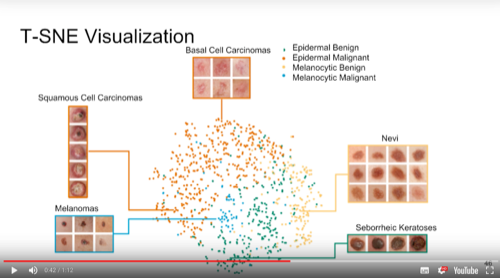 T-SNE Visualization
Basal Cell Carcinomas
Epidermal Benign
Epidermal Malignant
Melanocytic Benign
Melanocytic Malignant
Squamous Cell Carcinomas
Nevi
Melanomas
Seborrheic Keratoses
0:42 / 1:12
YouTube